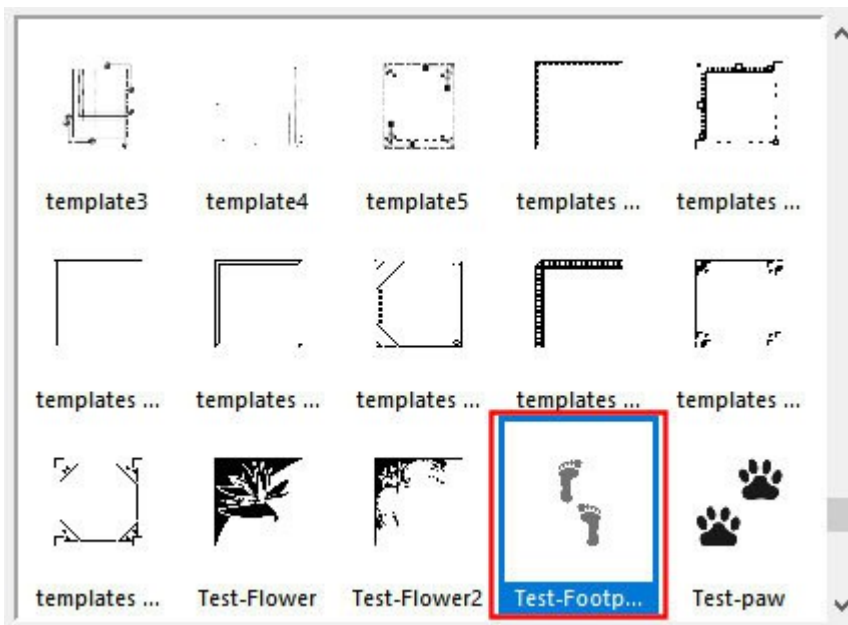 template3 template4 template5 templates ... templates ...
templates ... templates ... templates ... templates ... templates ...
templates ... Test-Flower Test-Flower2 Test-Footp... Test-paw